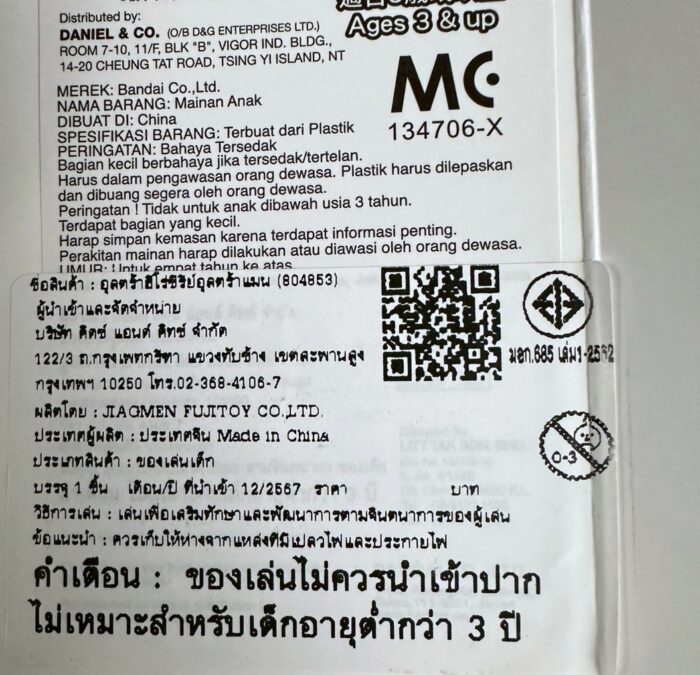 Distributed by:
DANIEL & CO. (O/B D&G ENTERPRISES LTD.)
ROOM 7-10, 11/F, BLK "B", VIGOR IND. BLDG.,
14-20 CHEUNG TAT ROAD, TSING YI ISLAND, NT
Ages 3 & up
MC
134706-X
MEREK: Bandai Co.,Ltd.
NAMA BARANG: Mainan Anak
DIBUAT DI: China
SPESIFIKASI BARANG: Terbuat dari Plastik
PERINGATAN: Bahaya Tersedak
Bagian kecil berbahaya jika tersedak/tertelan.
Harus dalam pengawasan orang dewasa. Plastik harus dilepaskan
dan dibuang segera oleh orang dewasa.
Peringatan ! Tidak untuk anak dibawah usia 3 tahun.
Terdapat bagian yang kecil.
Harap simpan kemasan karena terdapat informasi penting.
Perakitan mainan harap dilakukan atau diawasi oleh orang dewasa.
UMUR: Untuk empat tahun ke atas.
ชื่อสินค้า : อุลตร้าฮีโร่ซีรีย์อุลตร้าแมน (804853)
ผู้นำเข้าและจัดจำหน่าย
บริษัท คิดซ์ แอนด์ คิทซ์ จำกัด
122/3 ถ.กรุงเทพกรีฑา แขวงทับช้าง เขตสะพานสูง
กรุงเทพฯ 10250 โทร.02-368-4106-7
ผลิตโดย : JIAGMEN FUJITOY CO.,LTD.
ประเทศผู้ผลิต : ประเทศจีน Made in China
ประเภทสินค้า : ของเล่นเด็ก
บรรจุ 1 ชิ้น เดือน/ปี ที่นำเข้า 12/2567 ราคา บาท
วิธีการเล่น : เล่นเพื่อเสริมทักษะและพัฒนาการตามจินตนาการของผู้เล่น
ข้อแนะนำ : ควรเก็บให้ห่างจากแหล่งที่มีเปลวไฟและประกายไฟ
คำเตือน : ของเล่นไม่ควรนำเข้าปาก
ไม่เหมาะสำหรับเด็กอายุต่ำกว่า 3 ปี
มอก.685 เล่ม1-2562
0-3